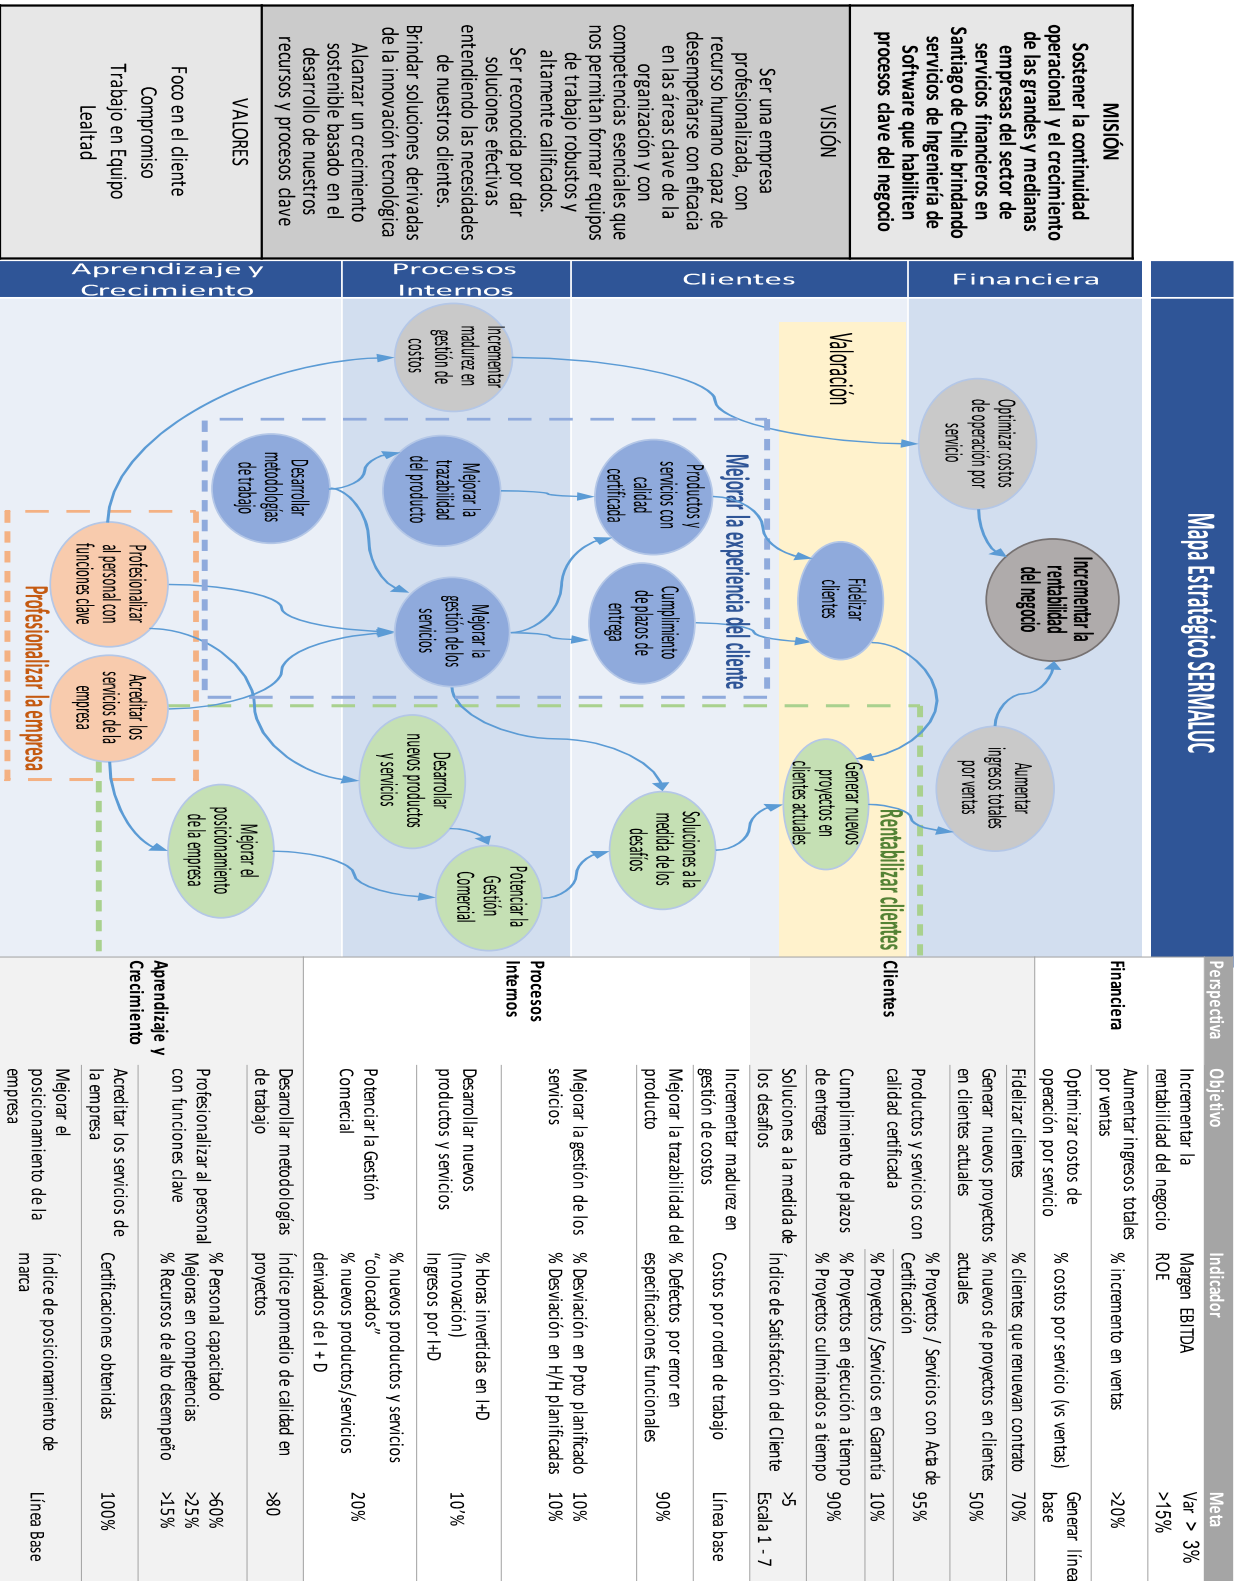 MISIÓN
Sostener la continuidad
operacional y el crecimiento
de las grandes y medianas
empresas del sector de
servicios financieros en
Santiago de Chile brindando
servicios de Ingeniería de
Software que habiliten
procesos clave del negocio
VISIÓN
Ser una empresa
profesionalizada, con
recurso humano capaz de
desempeñarse con eficacia
en las áreas clave de la
organización y con
competencias esenciales que
nos permitan formar equipos
de trabajo robustos y
altamente calificados.
Ser reconocida por dar
soluciones efectivas
entendiendo las necesidades
de nuestros clientes.
Brindar soluciones derivadas
de la innovación tecnológica
Alcanzar un crecimiento
sostenible basado en el
desarrollo de nuestros
recursos y procesos clave
VALORES
Foco en el cliente
Compromiso
Trabajo en Equipo
Lealtad
Mapa Estratégico SERMALUC
Financiera
Optimizar costos
de operación por
servicio
Incrementar la
rentabilidad
del negocio
Aumentar
ingresos totales
por ventas
Clientes
Valoración
Fidelizar
clientes
Generar nuevos
proyectos en
clientes actuales
Rentabilizar clientes
Mejorar la experiencia del cliente
Productos y
servicios con
calidad
certificada
Cumplimiento
de plazos de
entrega
Soluciones a la
medida de los
desafíos
Procesos
Internos
Incrementar
madurez en
gestión de
costos
Mejorar la
trazabilidad
del producto
Mejorar la
gestión de los
servicios
Desarrollar
nuevos productos
y servicios
Potenciar la
Gestión
Comercial
Aprendizaje y
Crecimiento
Desarrollar
metodologías
de trabajo
Profesionalizar
al personal con
funciones clave
Acreditar los
servicios de la
empresa
Mejorar el
posicionamiento
de la empresa
Profesionalizar la empresa
Perspectiva Objetivo Indicador Meta
Financiera
Incrementar la Margen EBITDA Var > 3%
rentabilidad del negocio ROE >15%
Aumentar ingresos totales
por ventas
% incremento en ventas >20%
Optimizar costos de
operación por servicio
% costos por servicio (vs ventas)
Generar línea
base
Clientes
Fidelizar clientes % clientes que renuevan contrato 70%
Generar nuevos proyectos
en clientes actuales
% nuevos de proyectos en clientes
actuales
50%
Productos y servicios con
calidad certificada
% Proyectos / Servicios con Acta de
Certificación
95%
% Proyectos /Servicios en Garantía 10%
Cumplimiento de plazos
de entrega
% Proyectos en ejecución a tiempo
% Proyectos culminados a tiempo
90%
Soluciones a la medida de
los desafíos
Índice de Satisfacción del Cliente
>5
Escala 1 - 7
Procesos
Internos
Incrementar madurez en
gestión de costos
Costos por orden de trabajo Línea base
Mejorar la trazabilidad del
producto
% Defectos por error en
especificaciones funcionales
90%
Mejorar la gestión de los
servicios
% Desviación en Ppto planificado 10%
% Desviación en H/H planificadas 10%
Desarrollar nuevos
productos y servicios
% Horas invertidas en I+D
(Innovación)
Ingresos por I+D
10'%
Potenciar la Gestión
Comercial
% nuevos productos y servicios
“colocados”
% nuevos productos/servicios
derivados de I + D
20%
Aprendizaje y
Crecimiento
Desarrollar metodologías
de trabajo
Índice promedio de calidad en
proyectos
>80
Profesionalizar al personal
con funciones clave
% Personal capacitado >60%
Mejoras en competencias >25%
% Recursos de alto desempeño >15%
Acreditar los servicios de
la empresa
Certificaciones obtenidas 100%
Mejorar el
posicionamiento de la
empresa
Índice de posicionamiento de
marca
Línea Base